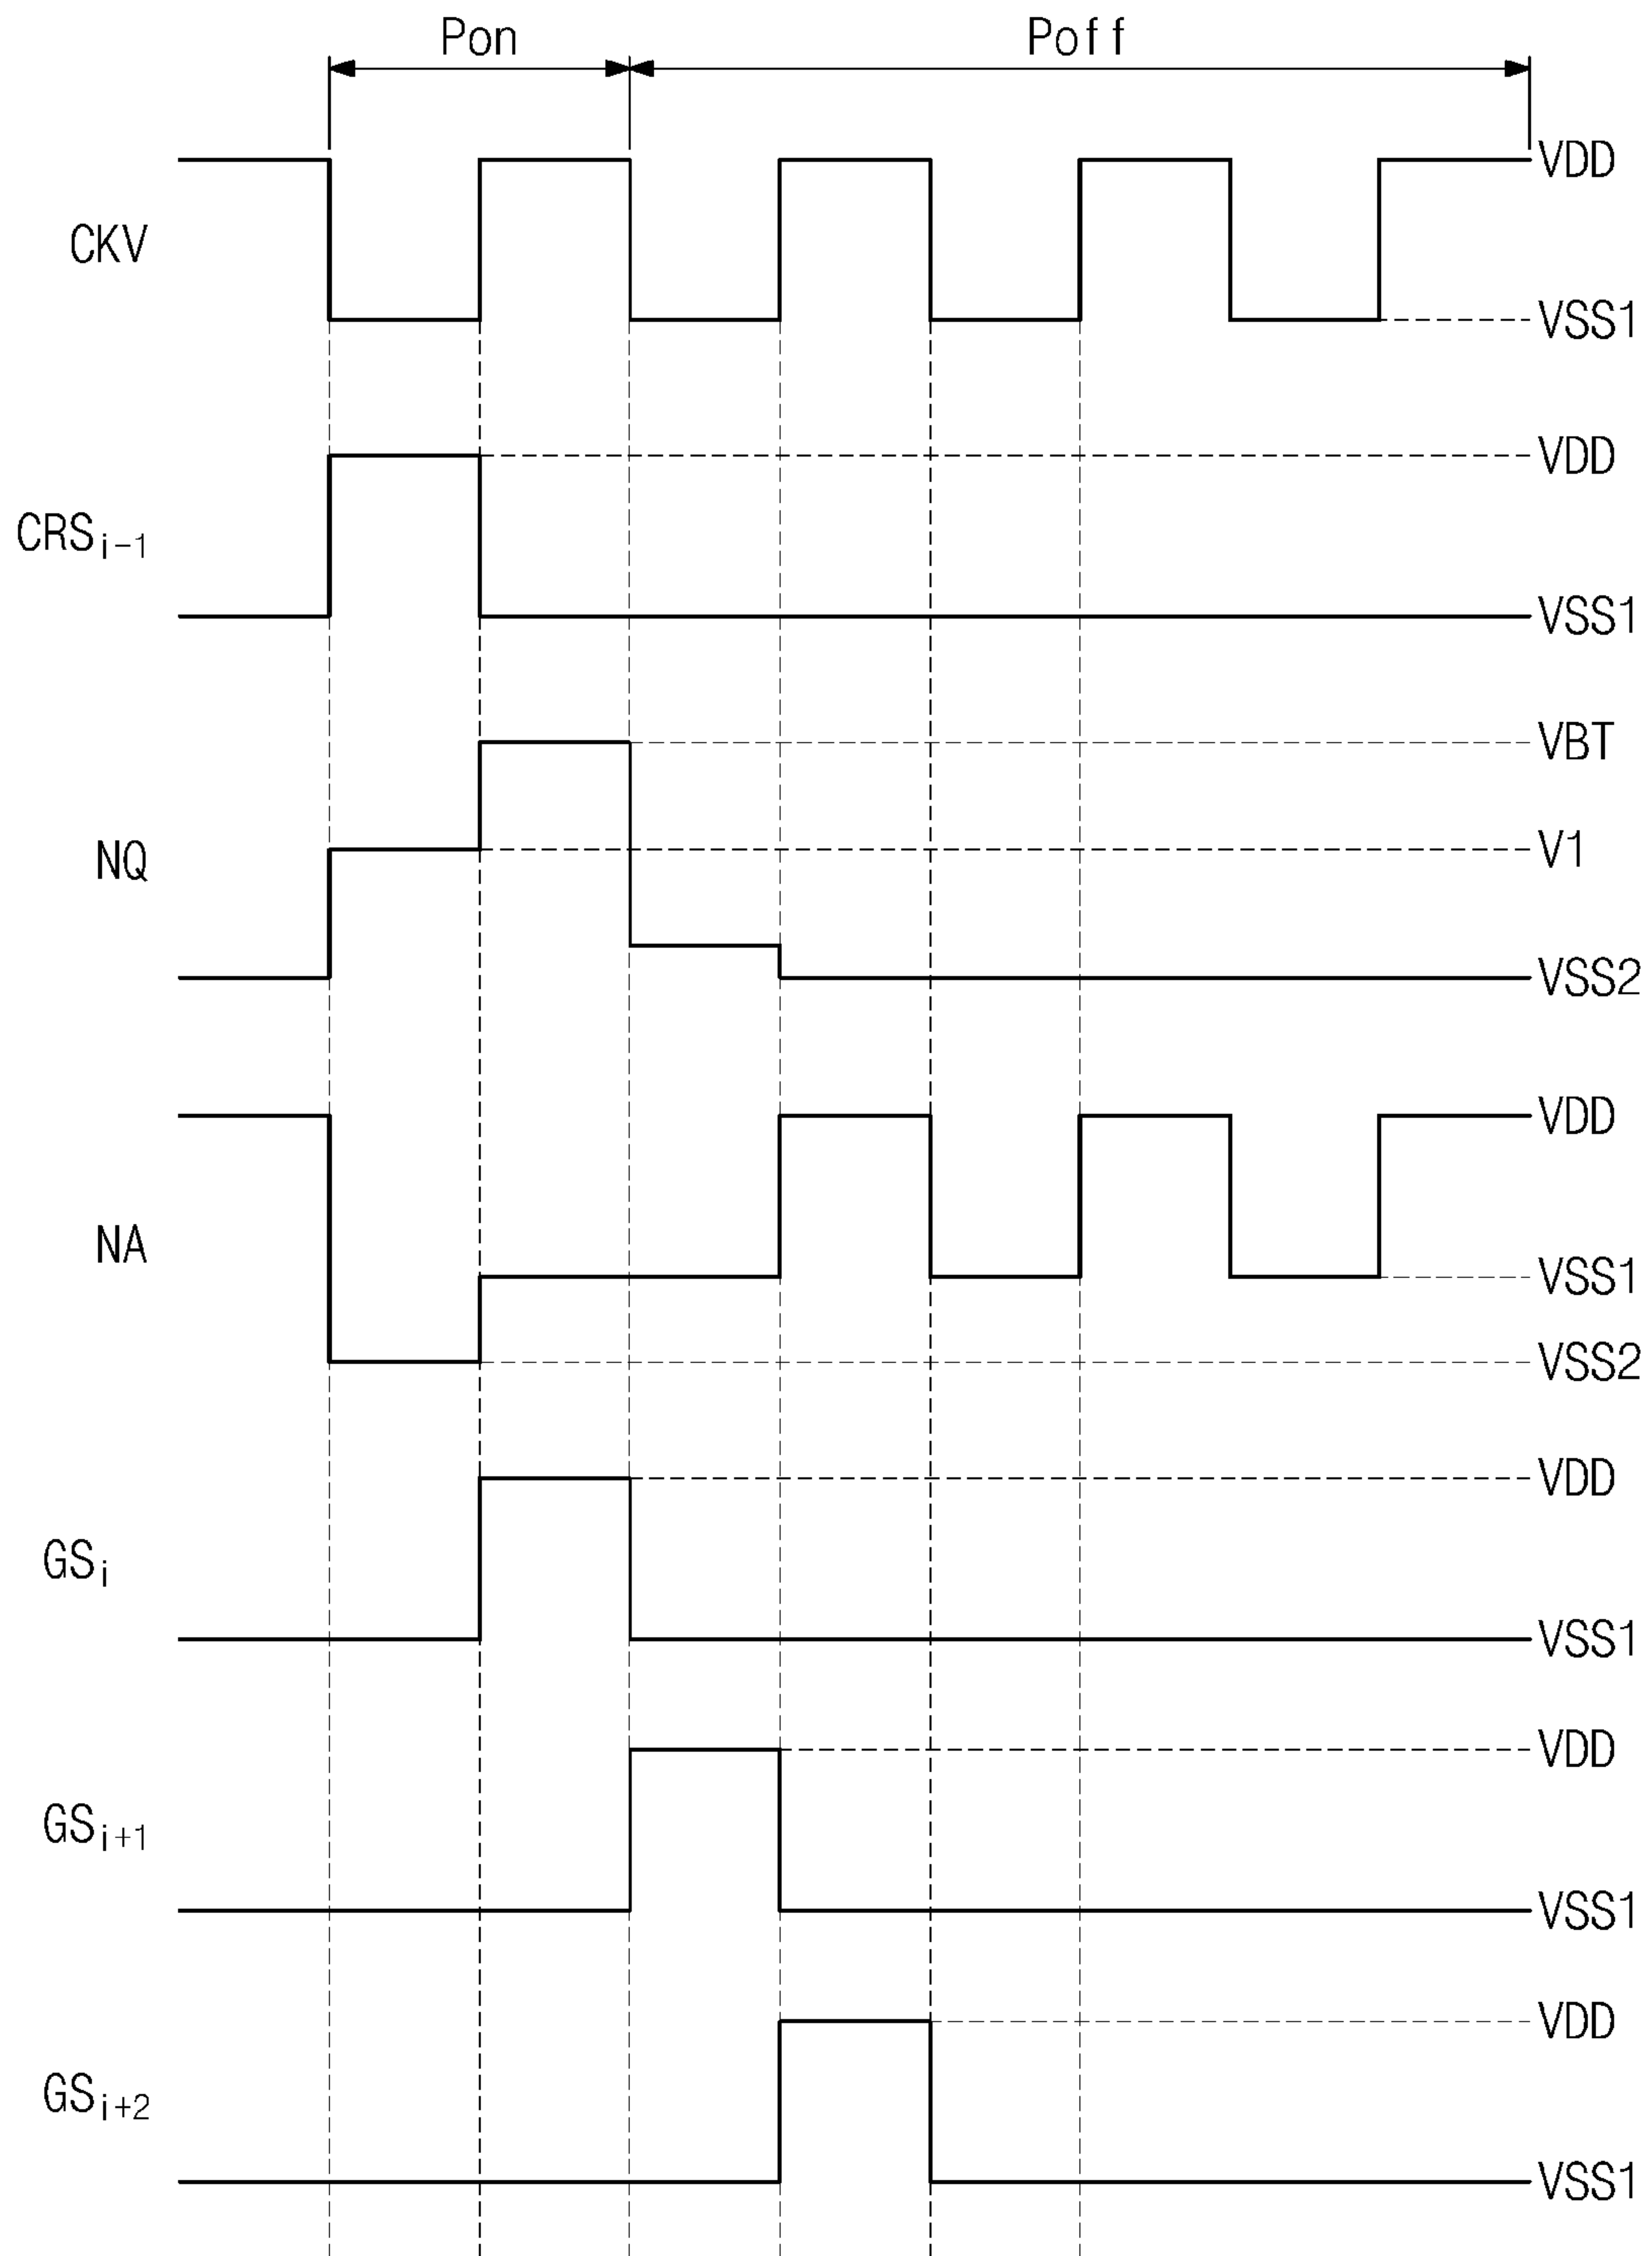 Pon Poff
VDD
CKV
VSS1
VDD
CRSi-1
VSS1
VBT
V1
NQ
VSS2
VDD
NA
VSS1
VSS2
VDD
GSi
VSS1
VDD
GSi+1
VSS1
VDD
GSi+2
VSS1